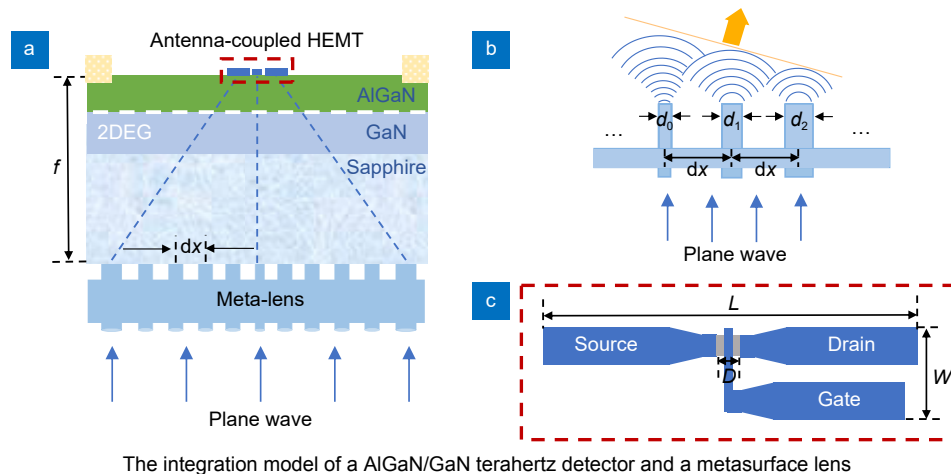 a
Antenna-coupled HEMT
AlGaN
2DEG
GaN
Sapphire
f
dx
Meta-lens
Plane wave
b
d0
d1
d2
...
...
dx
dx
Plane wave
c
L
Source
Drain
D
W
Gate
The integration model of a AlGaN/GaN terahertz detector and a metasurface lens